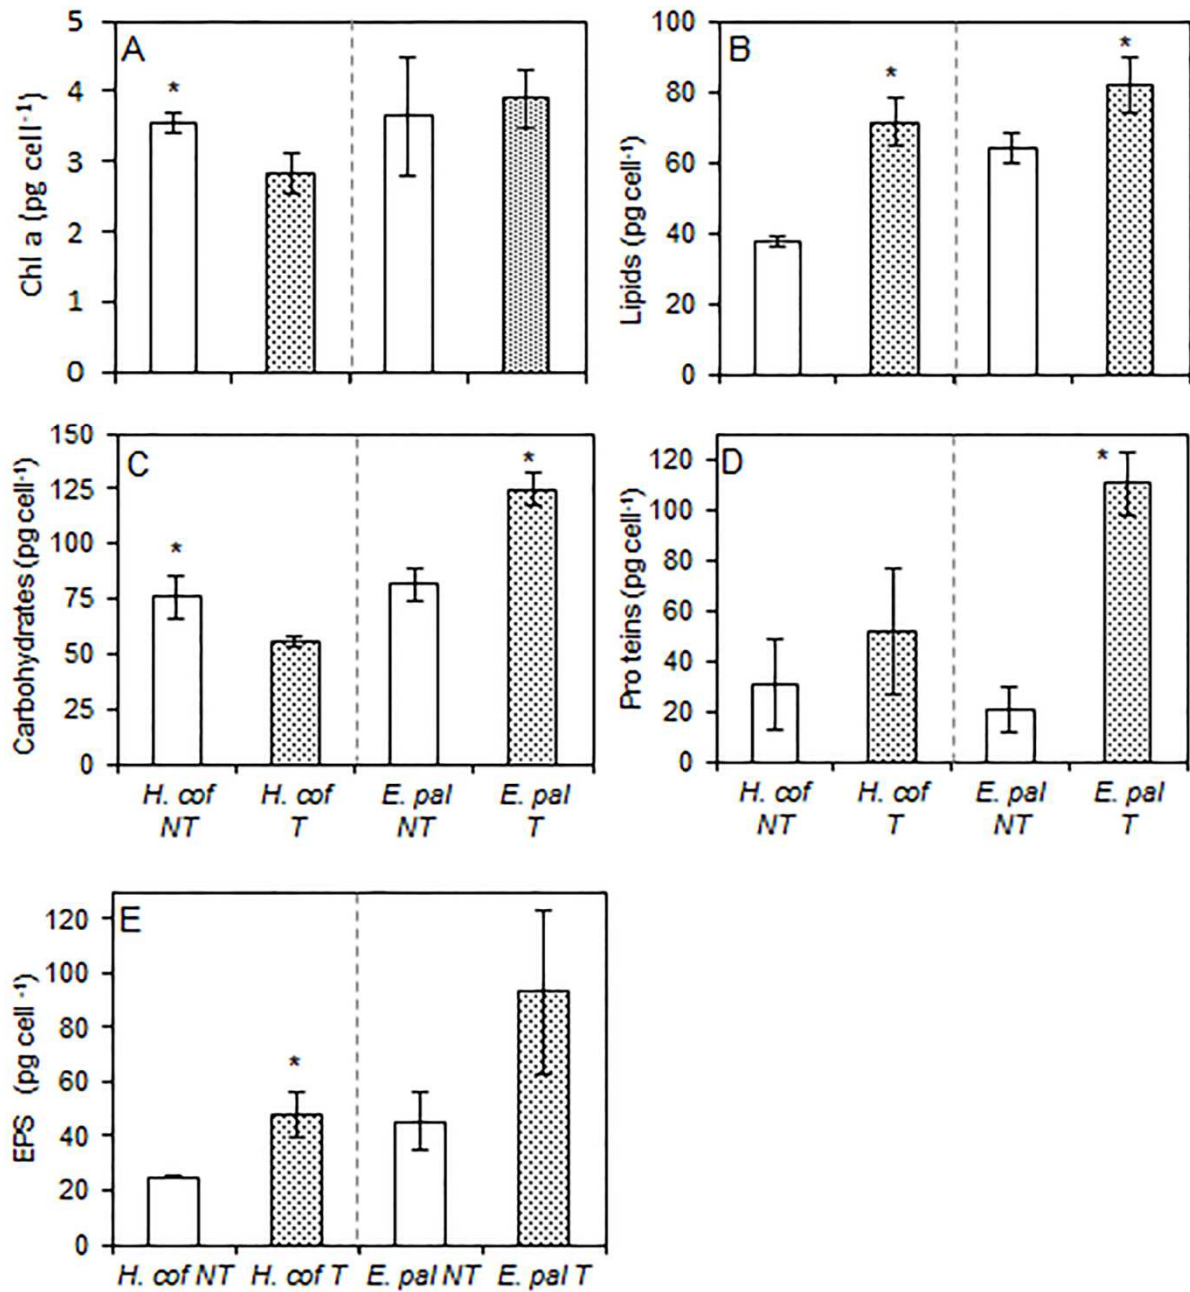 A
Chl a (pg cell⁻¹)
5
4
3
2
1
0
*
B
Lipids (pg cell⁻¹)
100
80
60
40
20
0
*
*
C
Carbohydrates (pg cell⁻¹)
150
125
100
75
50
25
0
*
*
H. cof
NT
H. cof
T
E. pal
NT
E. pal
T
D
Pro teins (pg cell⁻¹)
120
100
80
60
40
20
0
*
H. cof
NT
H. cof
T
E. pal
NT
E. pal
T
E
EPS (pg cell ⁻¹)
120
100
80
60
40
20
0
*
H. cof NT
H. cof T
E. pal NT
E. pal T